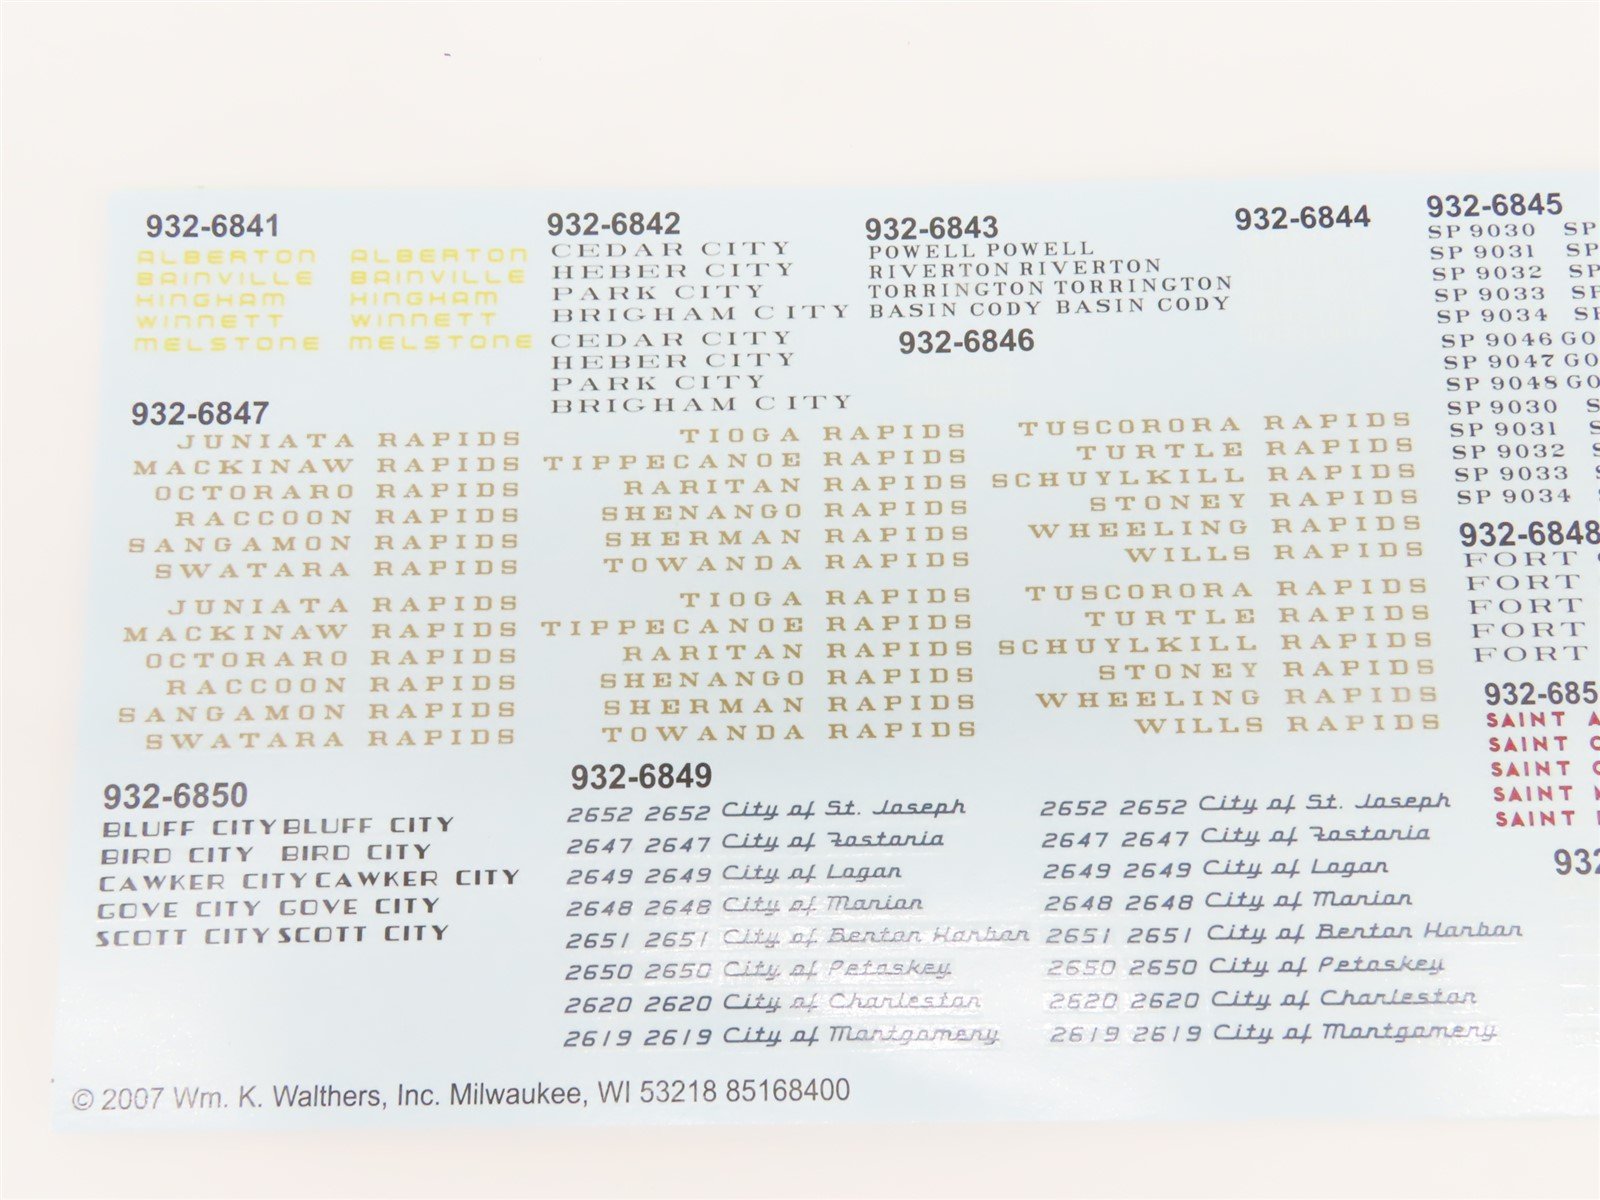 932-6841
ALBERTON ALBERTON
BAINVILLE BAINVILLE
HINGHAM HINGHAM
WINNETT WINNETT
MELSTONE MELSTONE
932-6842
CEDAR CITY
HEBER CITY
PARK CITY
BRIGHAM CITY
CEDAR CITY
HEBER CITY
PARK CITY
BRIGHAM CITY
932-6843
POWELL POWELL
RIVERTON RIVERTON
TORRINGTON TORRINGTON
BASIN CODY BASIN CODY
932-6844
932-6846
932-6845
SP 9030 SP
SP 9031 SP
SP 9032 SP
SP 9033 SP
SP 9034 SP
SP 9046 GO
SP 9047 GO
SP 9048 GO
SP 9030 S
SP 9031 S
SP 9032 S
SP 9033
SP 9034
932-6847
JUNIATA RAPIDS
MACKINAW RAPIDS
OCTORARO RAPIDS
RACCOON RAPIDS
SANGAMON RAPIDS
SWATARA RAPIDS
JUNIATA RAPIDS
MACKINAW RAPIDS
OCTORARO RAPIDS
RACCOON RAPIDS
SANGAMON RAPIDS
SWATARA RAPIDS
TIOGA RAPIDS
TIPPECANOE RAPIDS
RARITAN RAPIDS
SHENANGO RAPIDS
SHERMAN RAPIDS
TOWANDA RAPIDS
TIOGA RAPIDS
TIPPECANOE RAPIDS
RARITAN RAPIDS
SHENANGO RAPIDS
SHERMAN RAPIDS
TOWANDA RAPIDS
TUSCORORA RAPIDS
TURTLE RAPIDS
SCHUYLKILL RAPIDS
STONEY RAPIDS
WHEELING RAPIDS
WILLS RAPIDS
TUSCORORA RAPIDS
TURTLE RAPIDS
SCHUYLKILL RAPIDS
STONEY RAPIDS
WHEELING RAPIDS
WILLS RAPIDS
932-6848
FORT
FORT
FORT
FORT
FORT
932-685
SAINT A
SAINT
SAINT
SAINT
SAINT
932
932-6850
BLUFF CITY BLUFF CITY
BIRD CITY BIRD CITY
CAWKER CITY CAWKER CITY
GOVE CITY GOVE CITY
SCOTT CITY SCOTT CITY
932-6849
2652 2652 City of St. Joseph
2647 2647 City of Fostoria
2649 2649 City of Logan
2648 2648 City of Marion
2651 2651 City of Benton Harbor
2650 2650 City of Petoskey
2620 2620 City of Charleston
2619 2619 City of Montgomery
2652 2652 City of St. Joseph
2647 2647 City of Fostoria
2649 2649 City of Logan
2648 2648 City of Marion
2651 2651 City of Benton Harbor
2650 2650 City of Petoskey
2620 2620 City of Charleston
2619 2619 City of Montgomery
© 2007 Wm. K. Walthers, Inc. Milwaukee, WI 53218 85168400